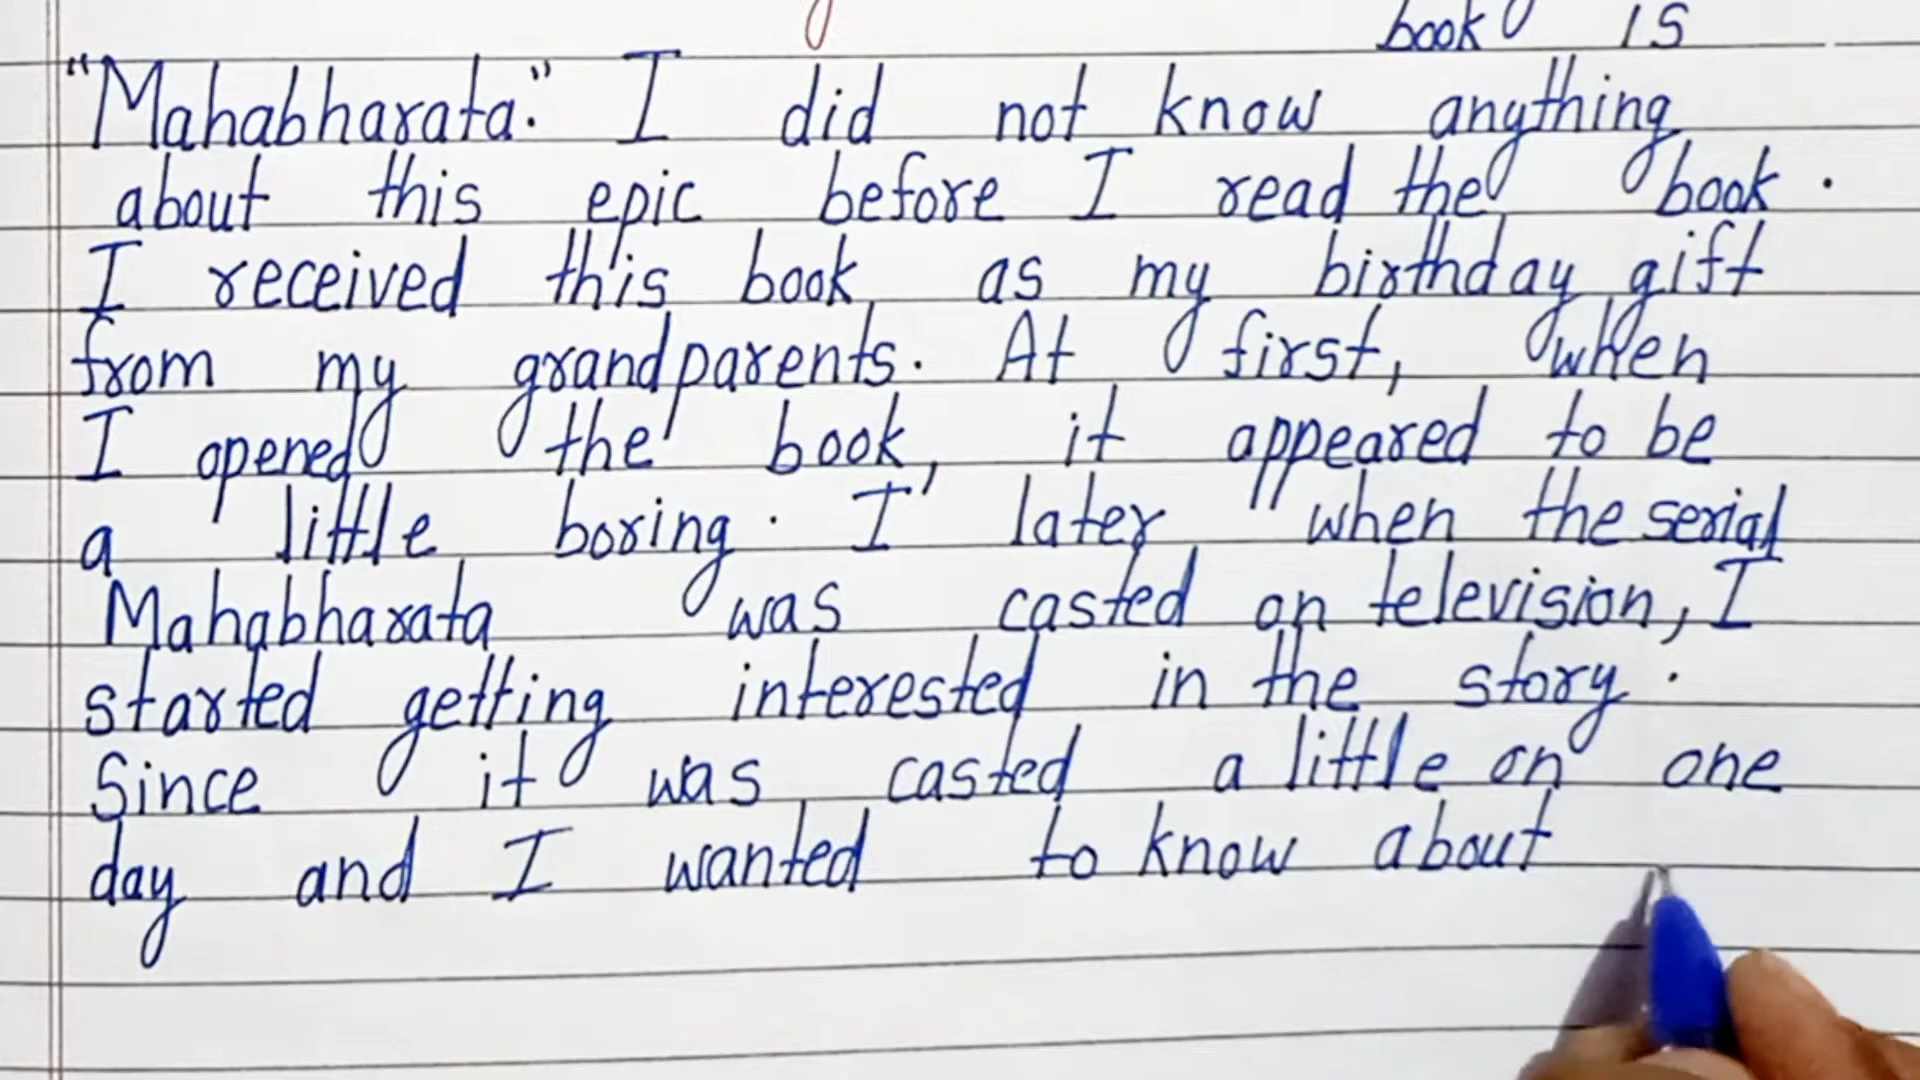 book is
"Mahabharata." I did not know anything
about this epic before I read the book.
I received this book as my birthday gift
from my grandparents. At first, when
I opened the book, it appeared to be
a little boring. I later when the serial
Mahabharata was casted on television, I
started getting interested in the story.
Since it was casted a little on one
day and I wanted to know about